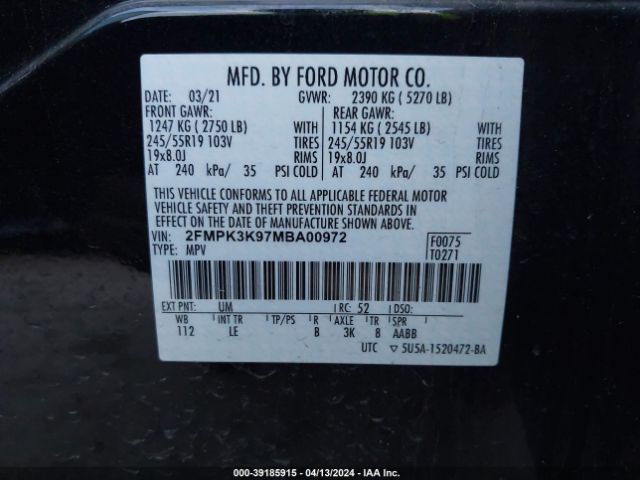 MFD. BY FORD MOTOR CO.
DATE: 03/21 GVWR: 2390 KG ( 5270 LB)
FRONT GAWR: REAR GAWR:
1247 KG ( 2750 LB) WITH 1154 KG ( 2545 LB) WITH
245/55R19 103V TIRES 245/55R19 103V TIRES
19x8.0J RIMS 19x8.0J RIMS
AT 240 kPa/ 35 PSI COLD AT 240 kPa/ 35 PSI COLD
THIS VEHICLE CONFORMS TO ALL APPLICABLE FEDERAL MOTOR
VEHICLE SAFETY AND THEFT PREVENTION STANDARDS IN
EFFECT ON THE DATE OF MANUFACTURE SHOWN ABOVE.
VIN: 2FMPK3K97MBA00972 F0075
TYPE: MPV T0271
EXT PNT: UM RC: 52 DSO:
WB INT TR TP/PS R AXLE TR SPR
112 LE B 3K 8 AABB
UTC ▽ 5U5A-1520472-BA
000-39185915 - 04/13/2024 - IAA Inc.